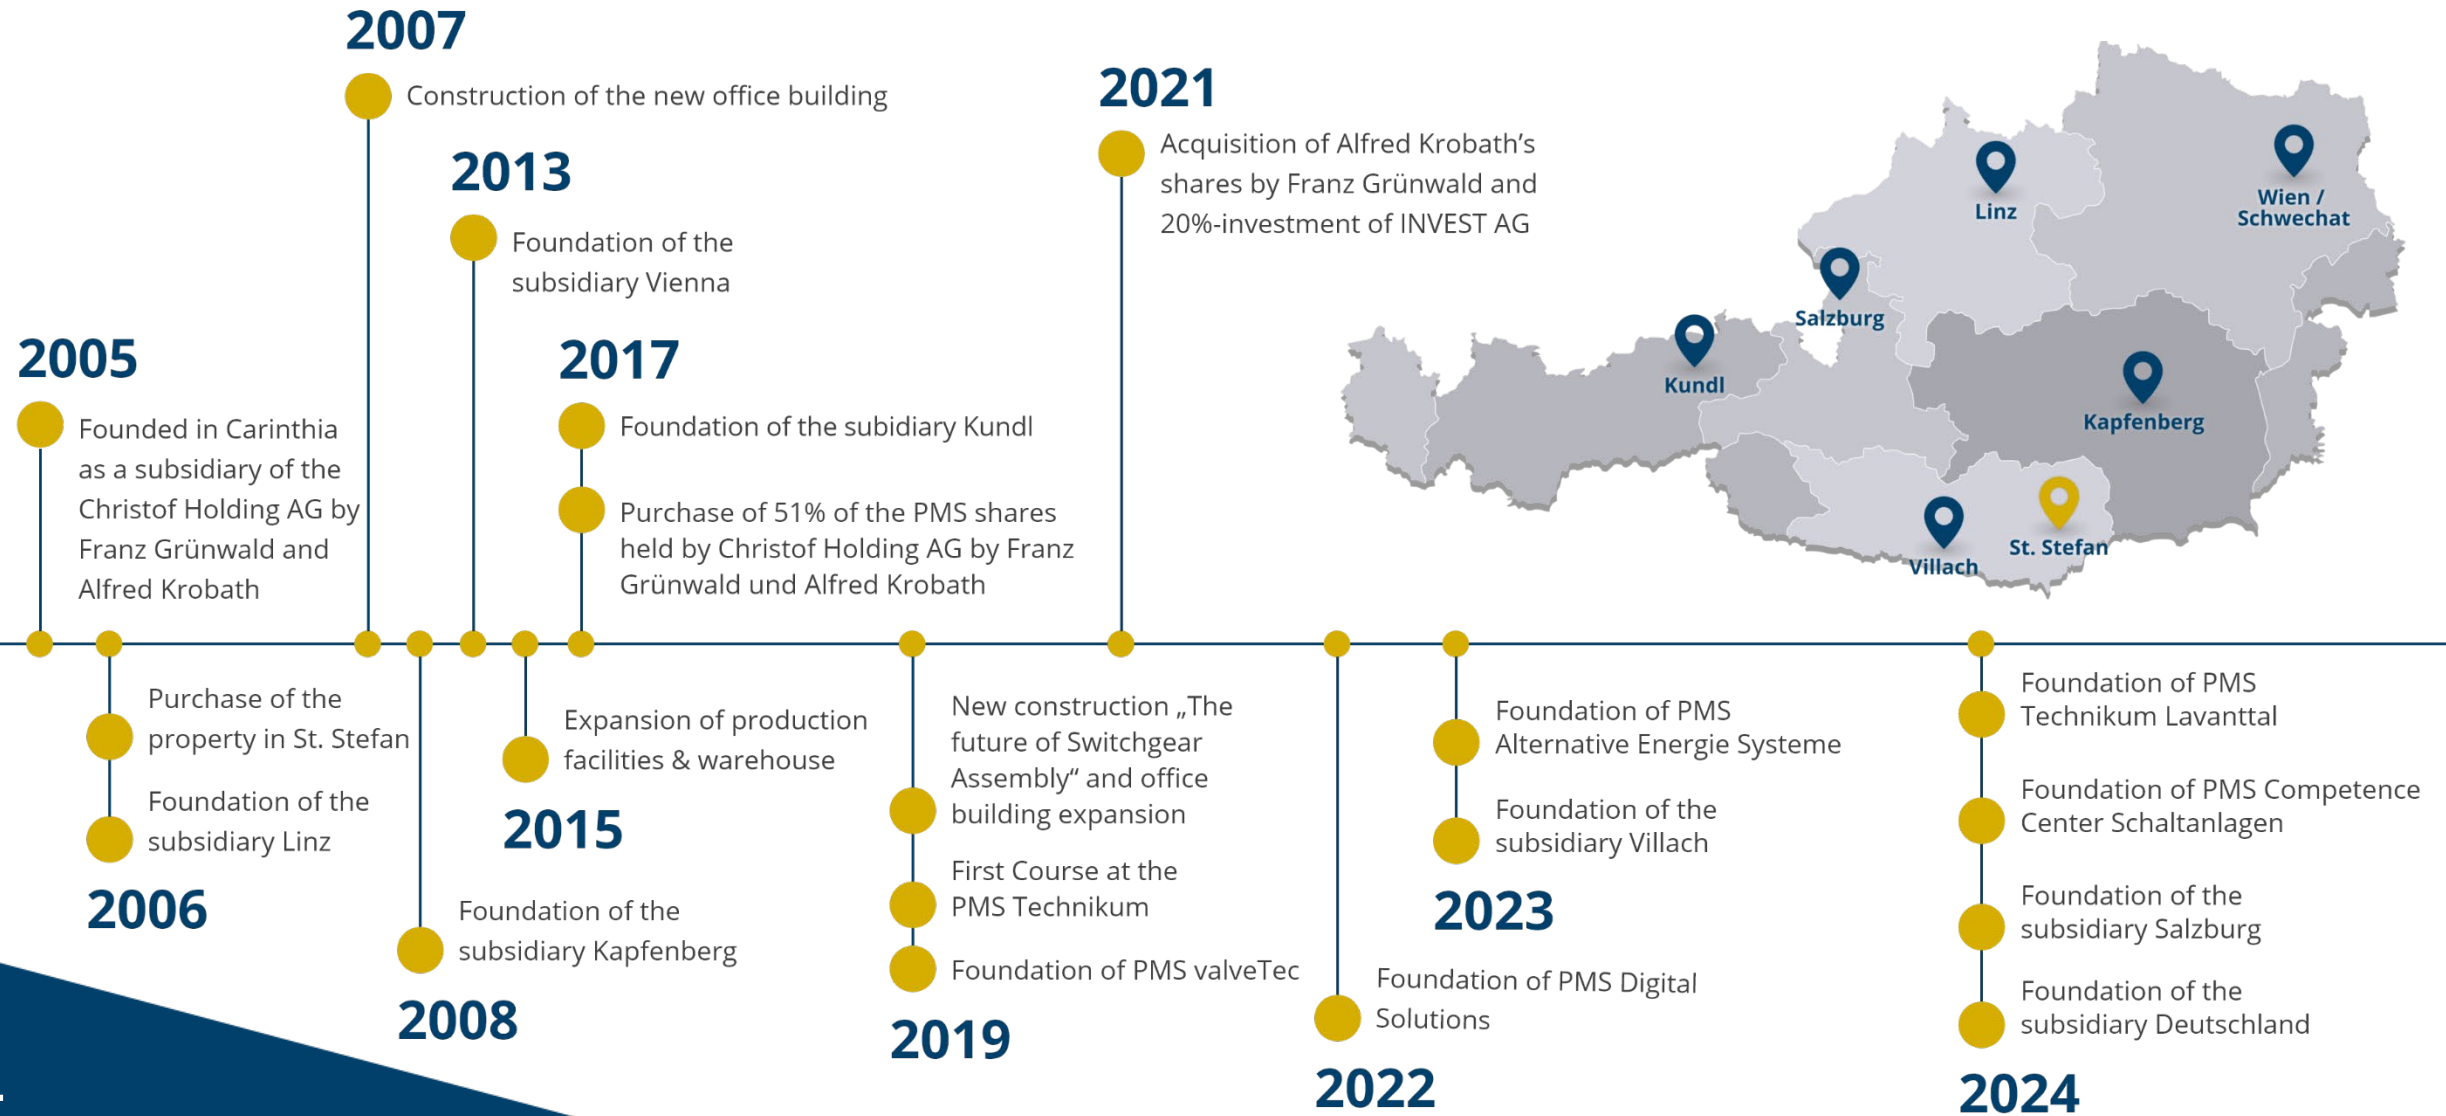 2007
Construction of the new office building
2013
Foundation of the
subsidiary Vienna
2017
Foundation of the subidiary Kundl
Purchase of 51% of the PMS shares
held by Christof Holding AG by Franz
Grünwald und Alfred Krobath
2005
Founded in Carinthia
as a subsidiary of the
Christof Holding AG by
Franz Grünwald and
Alfred Krobath
2021
Acquisition of Alfred Krobath’s
shares by Franz Grünwald and
20%-investment of INVEST AG
Linz
Wien /
Schwechat
Salzburg
Kundl
Kapfenberg
St. Stefan
Villach
Purchase of the
property in St. Stefan
Foundation of the
subsidiary Linz
2006
Foundation of the
subsidiary Kapfenberg
2008
Expansion of production
facilities & warehouse
2015
New construction „The
future of Switchgear
Assembly“ and office
building expansion
First Course at the
PMS Technikum
Foundation of PMS valveTec
2019
Foundation of PMS Digital
Solutions
2022
Foundation of PMS
Alternative Energie Systeme
Foundation of the
subsidiary Villach
2023
Foundation of PMS
Technikum Lavanttal
Foundation of PMS Competence
Center Schaltanlagen
Foundation of the
subsidiary Salzburg
Foundation of the
subsidiary Deutschland
2024